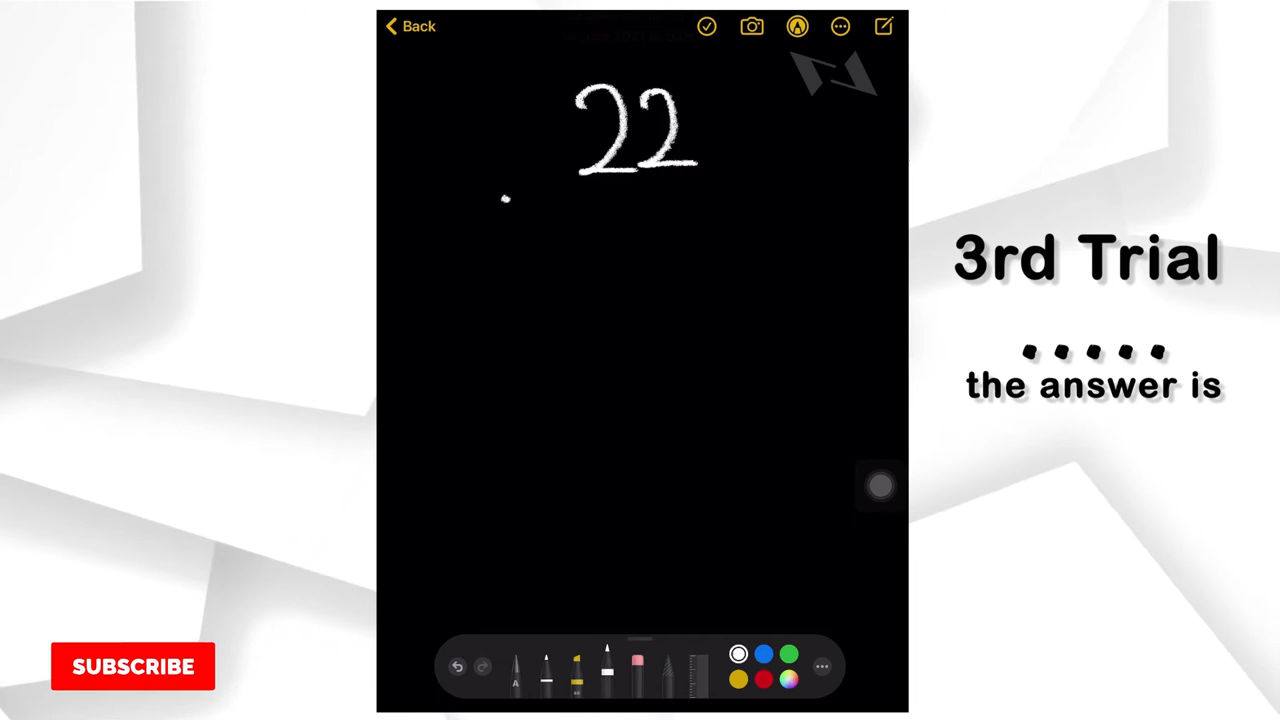 Back
22
3rd Trial
.....
the answer is
A
SUBSCRIBE